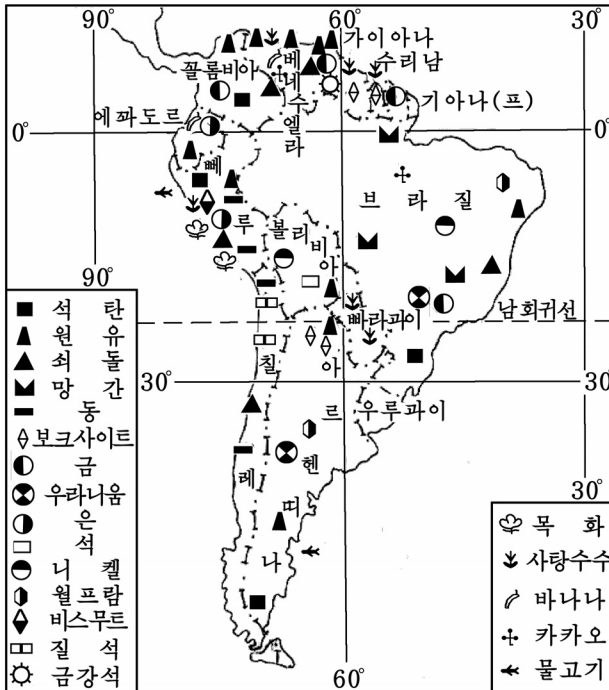 90° 60° 30°
가이아나
수리남
꼴롬비아
베네수엘라
기아나(프)
에꽈도르
0° 0°
뻬루
브라질
볼리비아
90°
남회귀선
빠라과이
칠레
30°
우루과이
아르헨띠나
30°
60°
석 탄
원 유
쇠 돌
망 간
동
보크사이트
금
우라니움
은
석
니 켈
월프람
비스무트
질 석
금강석
목 화
사탕수수
바나나
카카오
물고기